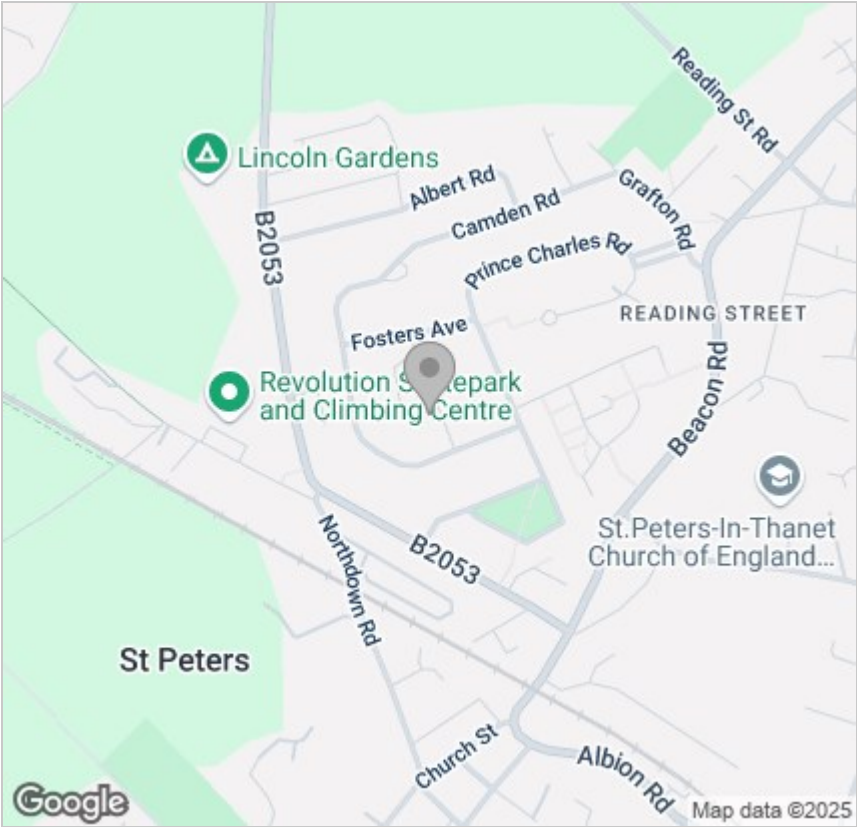 Reading St Rd
Lincoln Gardens
Albert Rd
Grafton Rd
Camden Rd
B2053
Prince Charles Rd
READING STREET
Fosters Ave
Revolution S tepark
and Climbing Centre
Beacon Rd
St.Peters-In-Thanet
Church of England...
Northdown Rd
B2053
St Peters
Church St
Albion Rd
Google
Map data ©2025